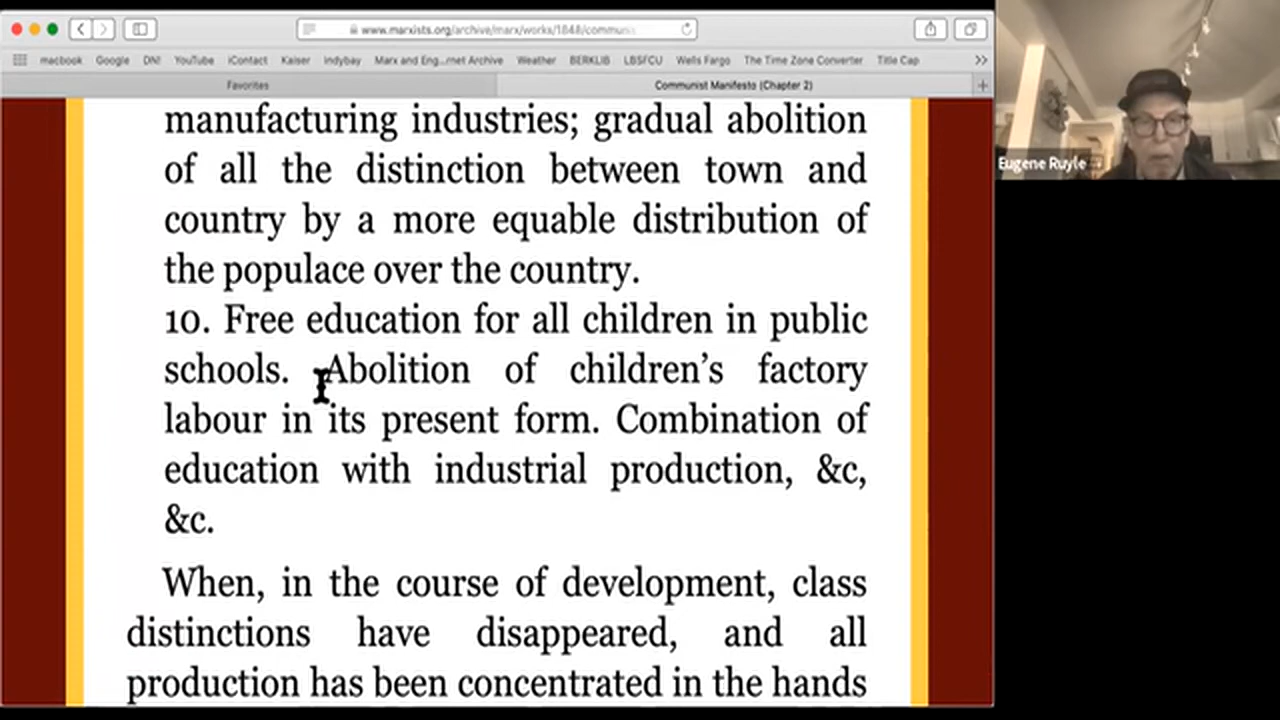 www.marxists.org/archive/marx/works/1848/commun
macbook Google DN! YouTube iContact Kaiser indybay Marx and Eng...rnet Archive Weather BERKLIB LBSFCU Wells Fargo The Time Zone Converter Title Cap >>
Favorites Communist Manifesto (Chapter 2) +
manufacturing industries; gradual abolition
of all the distinction between town and
country by a more equable distribution of
the populace over the country.
10. Free education for all children in public
schools. Abolition of children’s factory
labour in its present form. Combination of
education with industrial production, &c,
&c.
When, in the course of development, class
distinctions have disappeared, and all
production has been concentrated in the hands
Eugene Ruyle